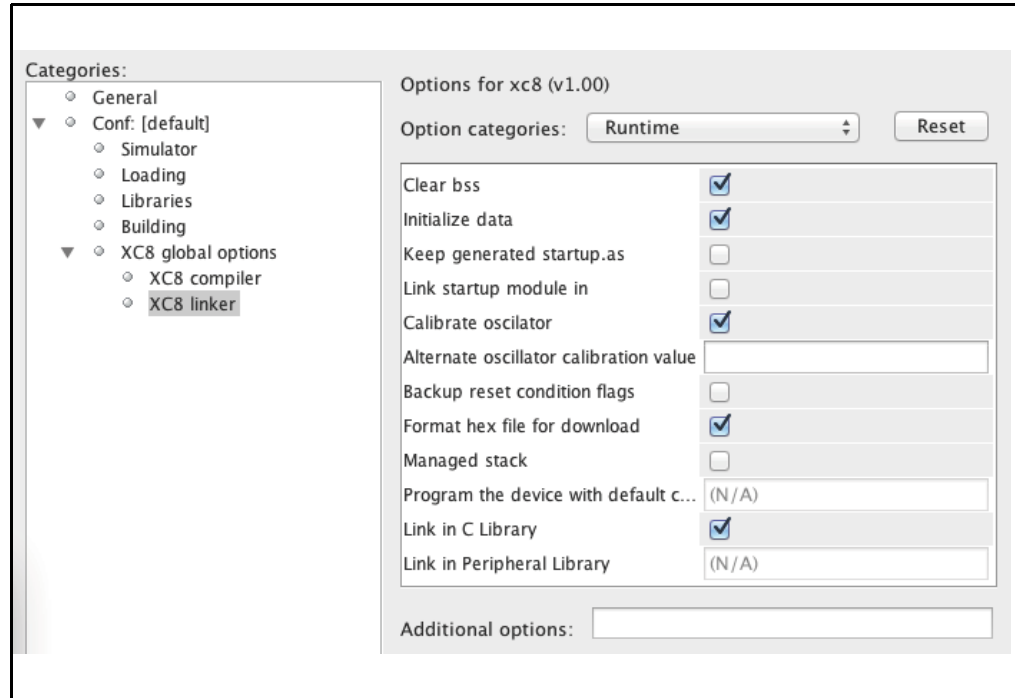 Categories:
General
Conf: [default]
Simulator
Loading
Libraries
Building
XC8 global options
XC8 compiler
XC8 linker
Options for xc8 (v1.00)
Option categories: Runtime Reset
Clear bss
Initialize data
Keep generated startup.as
Link startup module in
Calibrate oscilator
Alternate oscillator calibration value
Backup reset condition flags
Format hex file for download
Managed stack
Program the device with default c... (N/A)
Link in C Library
Link in Peripheral Library (N/A)
Additional options: